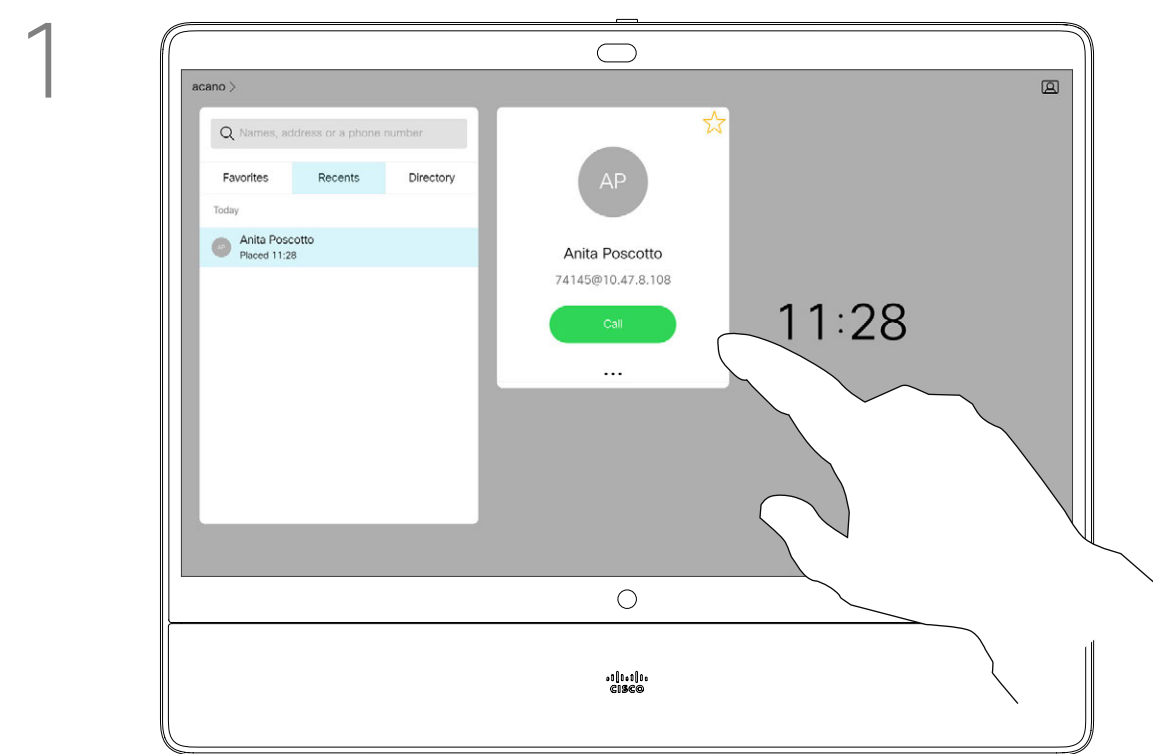 1
acano >
Names, address or a phone number
Favorites Recents Directory
Today
AP
Anita Poscotto
Placed 11:28
AP
Anita Poscotto
74145@10.47.8.108
Call
...
11:28
CISCO